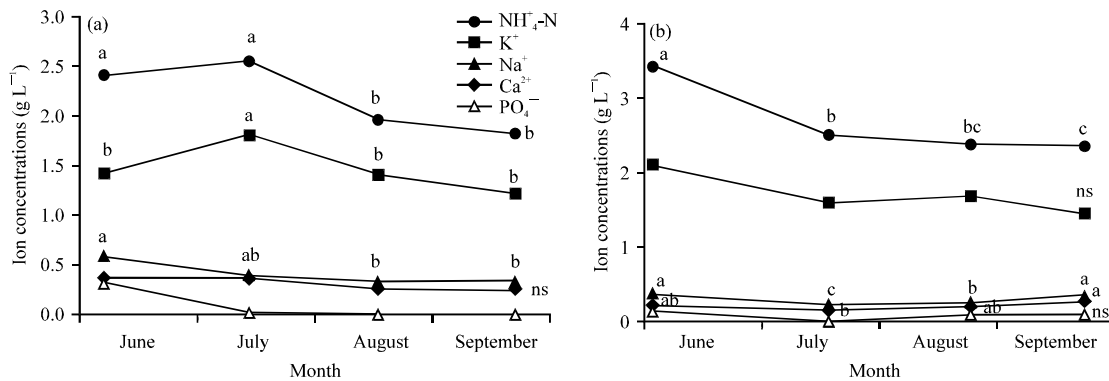 (a)
Ion concentrations (g L⁻¹)
3.0
2.5
2.0
1.5
1.0
0.5
0.0
NH⁺₄-N
K⁺
Na⁺
Ca²⁺
PO₄⁻
a
a
b
b
b
a
b
b
a
ab
b
b
ns
June
July
August
September
Month
(b)
Ion concentrations (g L⁻¹)
4
3
2
1
0
a
b
bc
c
ns
a
c
b
a
ab
b
ab
a
ns
June
July
August
September
Month